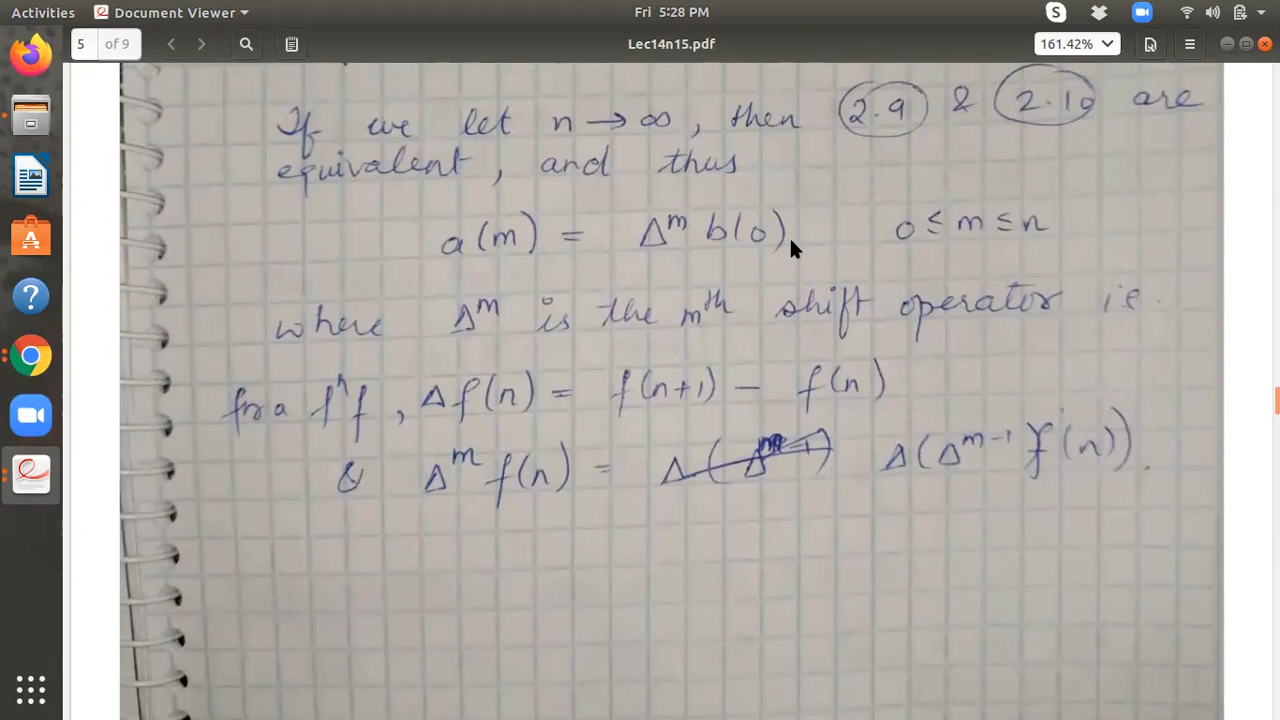 Activities Document Viewer Fri 5:28 PM
5 of 9 Lec14n15.pdf 161.42%
If we let n → ∞, then (2.9) & (2.10) are
equivalent, and thus
a(m) = Δ^m b(0), 0 ≤ m ≤ n
where Δ^m is the m^th shift operator i.e.
for a f^n f, Δf(n) = f(n+1) - f(n)
& Δ^m f(n) = Δ(Δ^{m-1} f(n)).